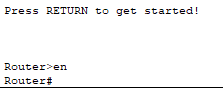 Press RETURN to get started!
Router>en
Router#